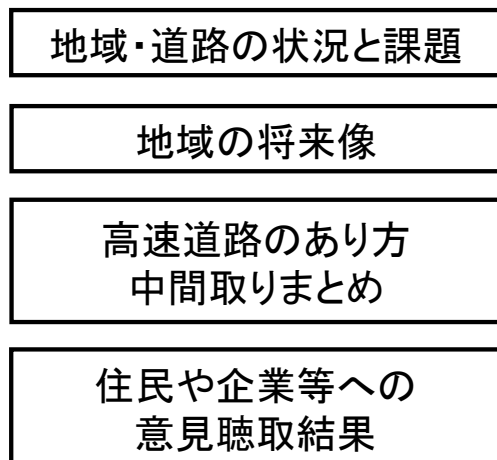 地域・道路の状況と課題
地域の将来像
高速道路のあり方
中間取りまとめ
住民や企業等への
意見聴取結果